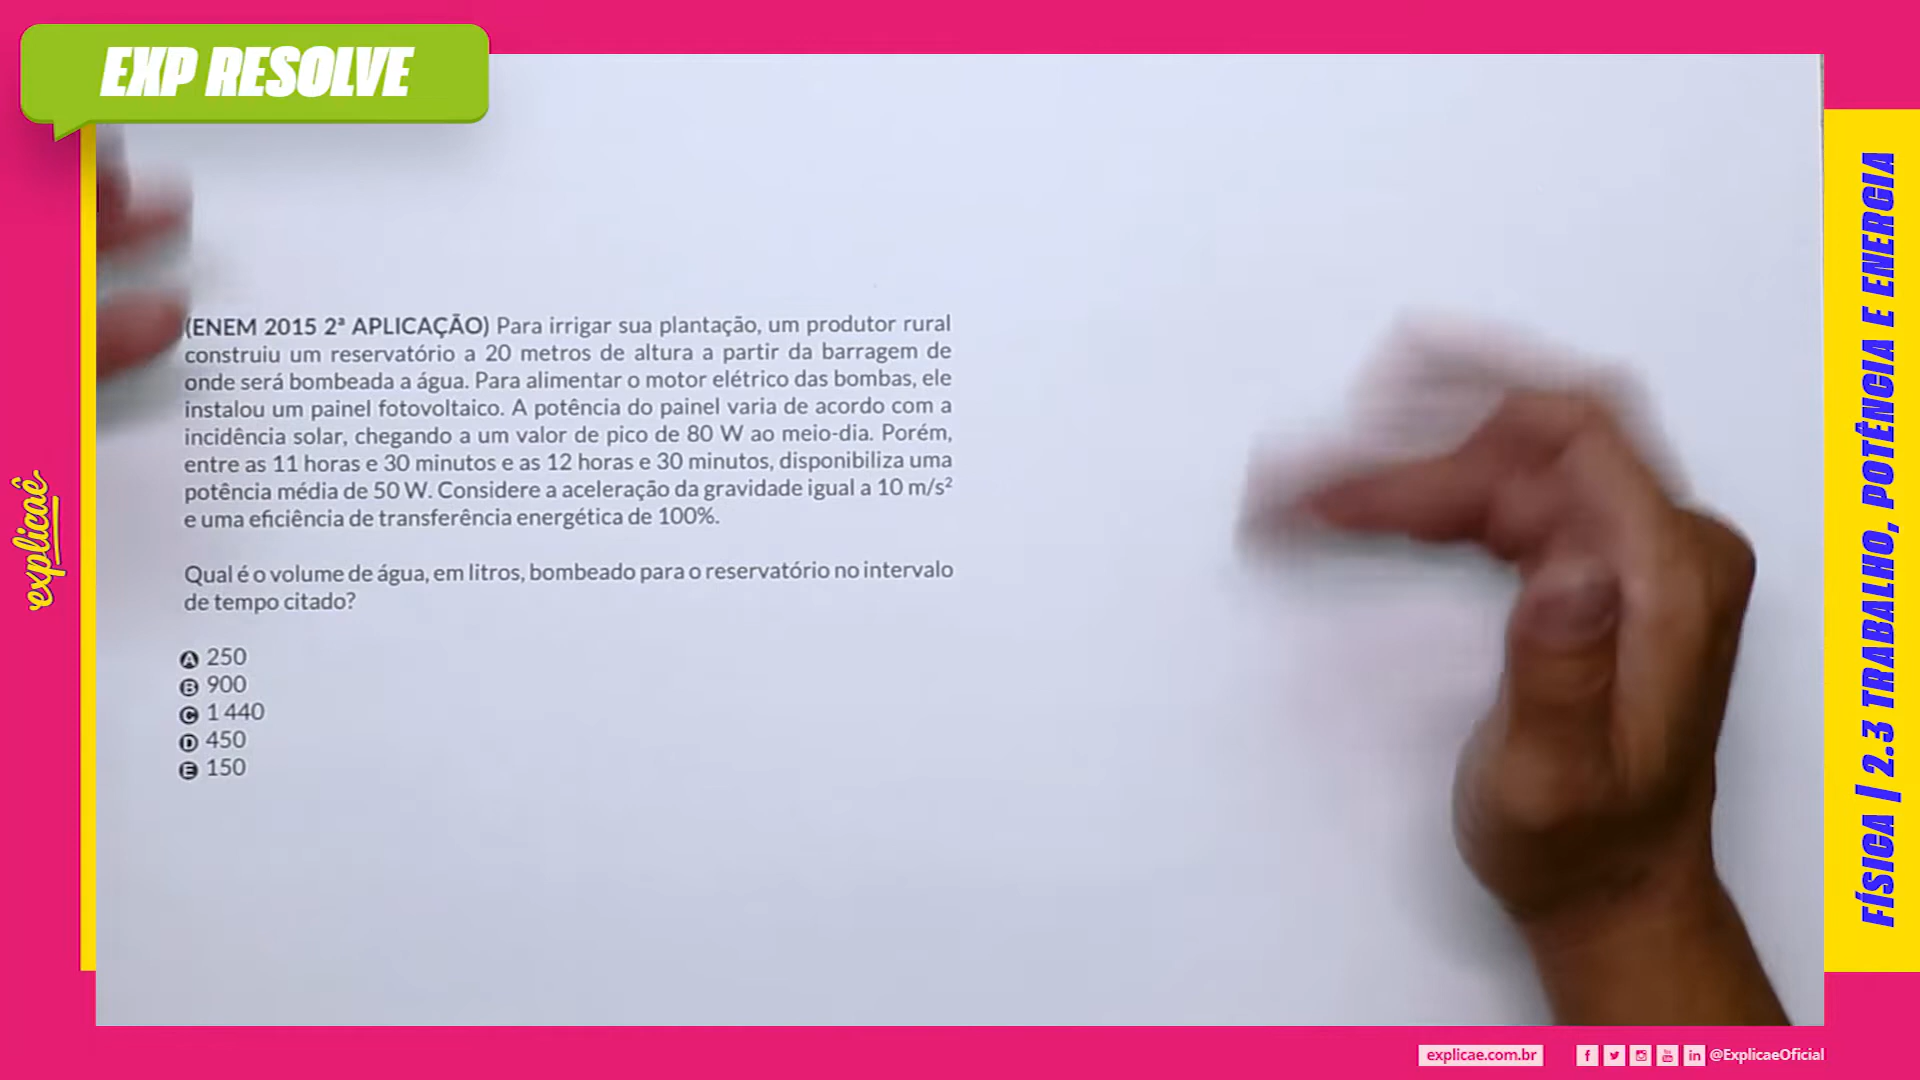 EXP RESOLVE
(ENEM 2015 2ª APLICAÇÃO) Para irrigar sua plantação, um produtor rural
construiu um reservatório a 20 metros de altura a partir da barragem de
onde será bombeada a água. Para alimentar o motor elétrico das bombas, ele
instalou um painel fotovoltaico. A potência do painel varia de acordo com a
incidência solar, chegando a um valor de pico de 80 W ao meio-dia. Porém,
entre as 11 horas e 30 minutos e as 12 horas e 30 minutos, disponibiliza uma
potência média de 50 W. Considere a aceleração da gravidade igual a 10 m/s²
e uma eficiência de transferência energética de 100%.
Qual é o volume de água, em litros, bombeado para o reservatório no intervalo
de tempo citado?
A 250
B 900
C 1 440
D 450
E 150
explicaê
FÍSICA | 2.3 TRABALHO, POTÊNCIA E ENERGIA
explicae.com.br
@ExplicaeOficial